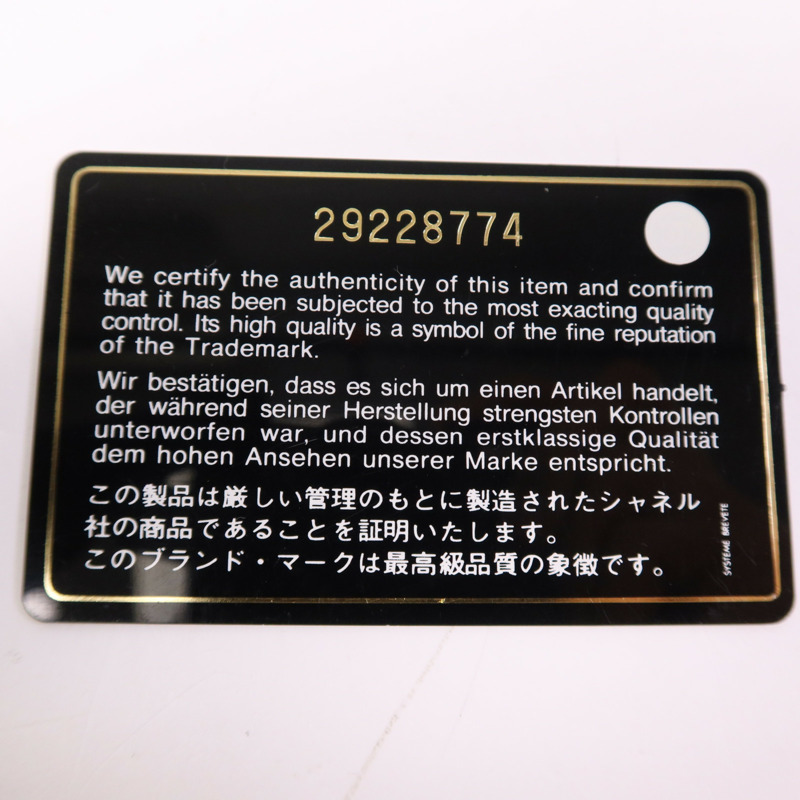 29228774
We certify the authenticity of this item and confirm
that it has been subjected to the most exacting quality
control. Its high quality is a symbol of the fine reputation
of the Trademark.
Wir bestätigen, dass es sich um einen Artikel handelt,
der während seiner Herstellung strengsten Kontrollen
unterworfen war, und dessen erstklassige Qualität
dem hohen Ansehen unserer Marke entspricht.
この製品は厳しい管理のもとに製造されたシャネル
社の商品であることを証明いたします。
このブランド・マークは最高級品質の象徴です。
SYSTEME BREVETE